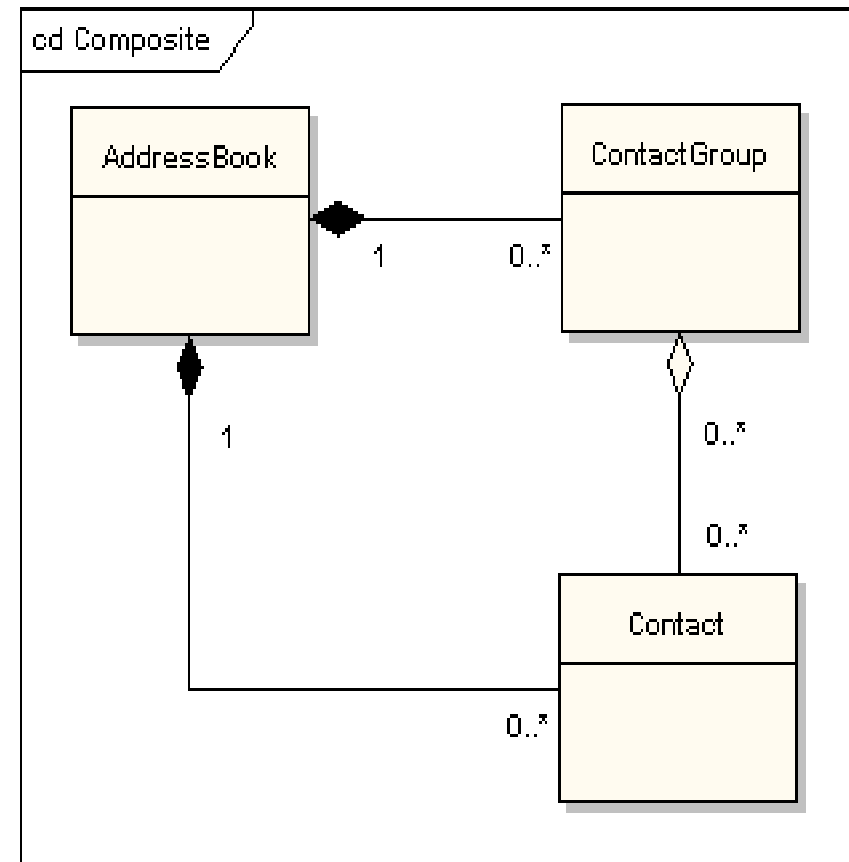 cd Composite
AddressBook
ContactGroup
1
0..*
1
0..*
0..*
Contact
0..*